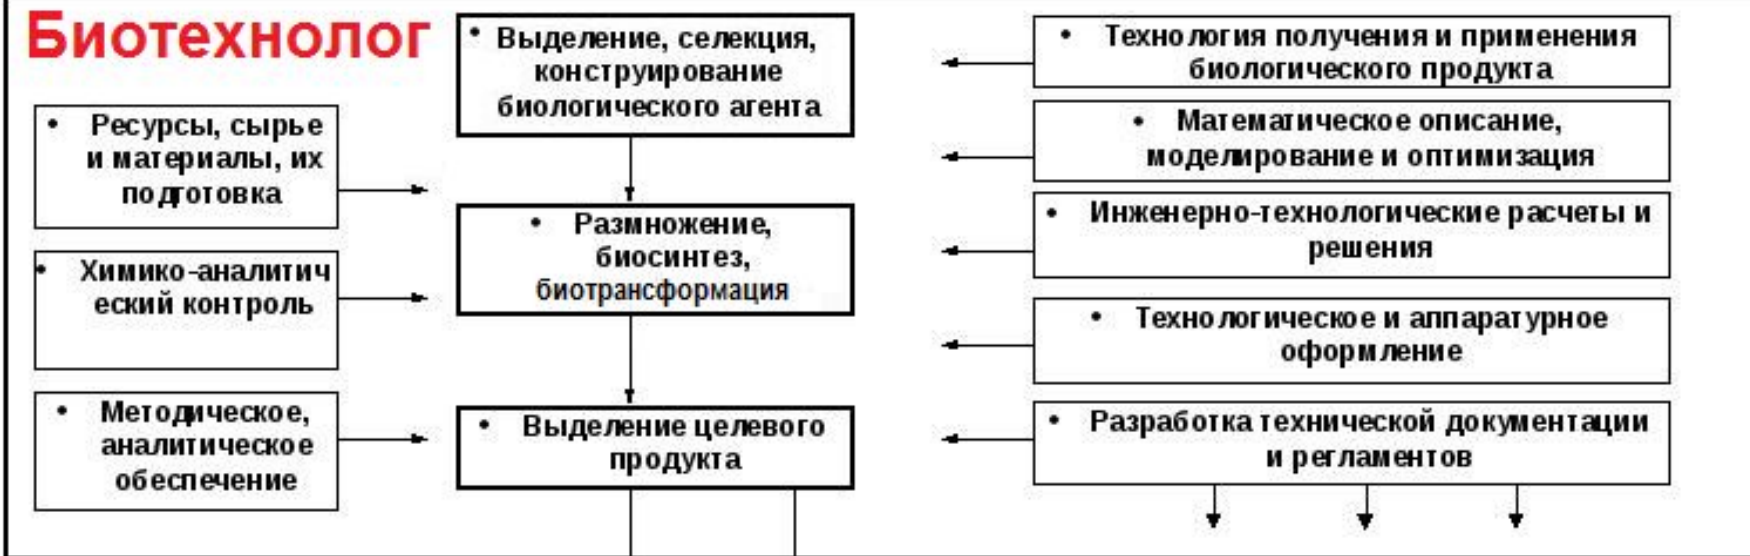 Биотехнолог
• Ресурсы, сырье
и материалы, их
подготовка
• Химико-аналитич
еский контроль
• Методическое,
аналитическое
обеспечение
• Выделение, селекция,
конструирование
биологического агента
• Размножение,
биосинтез,
биотрансформация
• Выделение целевого
продукта
• Технология получения и применения
биологического продукта
• Математическое описание,
моделирование и оптимизация
• Инженерно-технологические расчеты и
решения
• Технологическое и аппаратурное
оформление
• Разработка технической документации
и регламентов